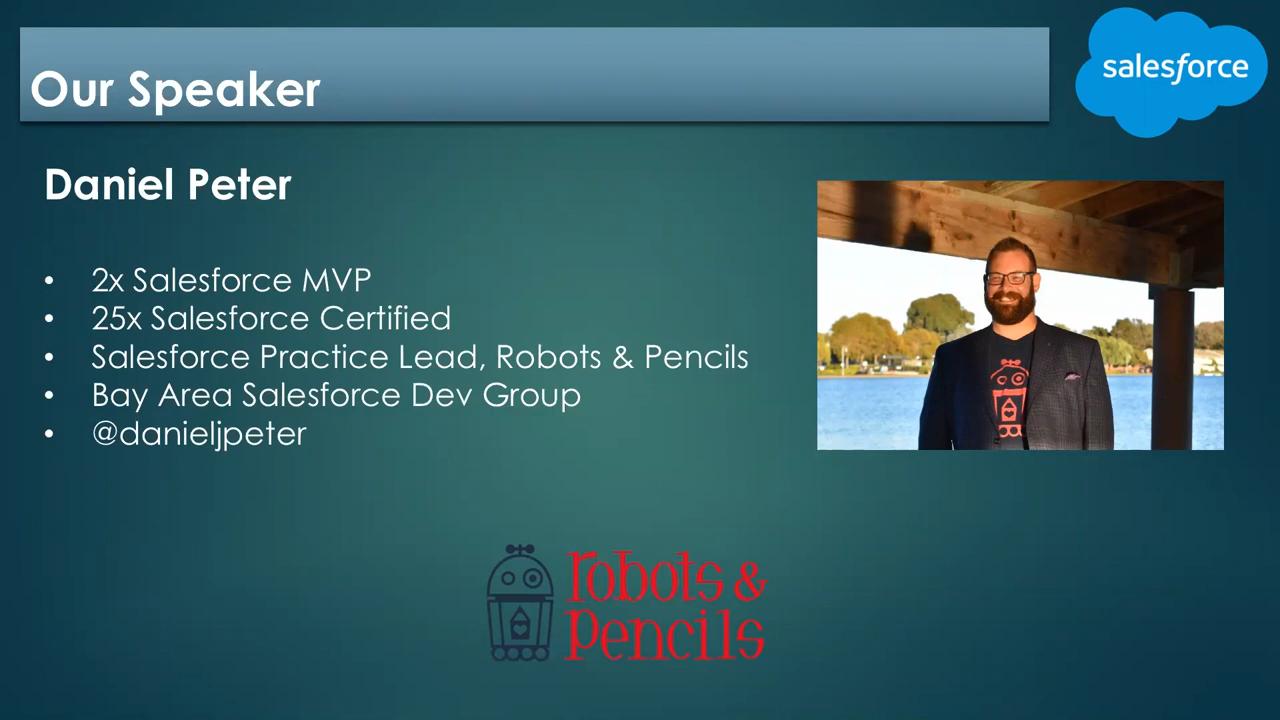 Our Speaker
salesforce
Daniel Peter
• 2x Salesforce MVP
• 25x Salesforce Certified
• Salesforce Practice Lead, Robots & Pencils
• Bay Area Salesforce Dev Group
• @danieljpeter
robots &
pencils